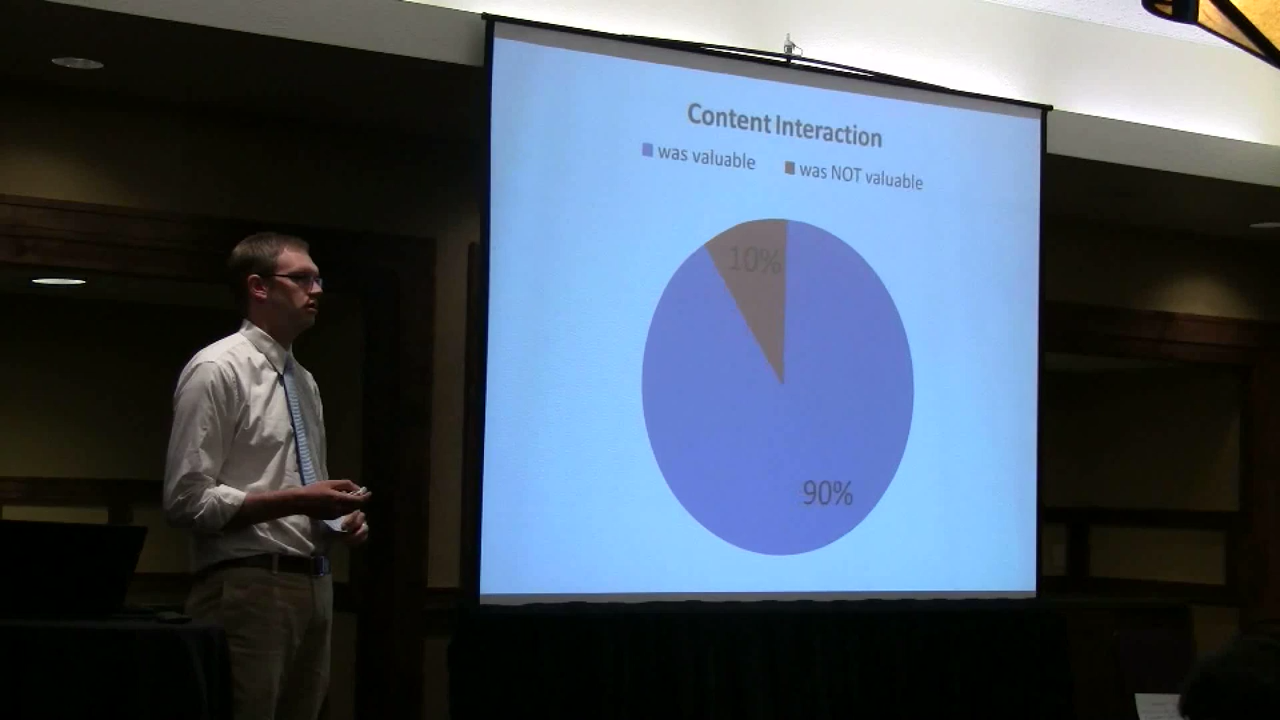 Content Interaction
was valuable was NOT valuable
10%
90%